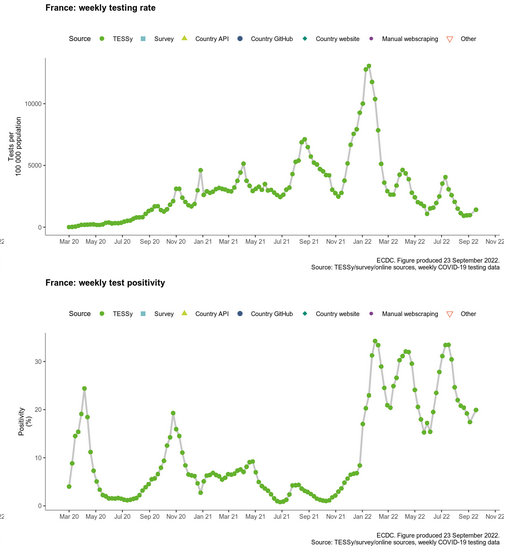 France: weekly testing rate
Source TESSy Survey Country API Country GitHub Country website Manual webscraping Other
Tests per
100 000 population
10000
5000
0
Mar 20 May 20 Jul 20 Sep 20 Nov 20 Jan 21 Mar 21 May 21 Jul 21 Sep 21 Nov 21 Jan 22 Mar 22 May 22 Jul 22 Sep 22 Nov 22
ECDC. Figure produced 23 September 2022.
Source: TESSy/survey/online sources, weekly COVID-19 testing data
France: weekly test positivity
Source TESSy Survey Country API Country GitHub Country website Manual webscraping Other
Positivity
(%)
30
20
10
0
Mar 20 May 20 Jul 20 Sep 20 Nov 20 Jan 21 Mar 21 May 21 Jul 21 Sep 21 Nov 21 Jan 22 Mar 22 May 22 Jul 22 Sep 22 Nov 22
ECDC. Figure produced 23 September 2022.
Source: TESSy/survey/online sources, weekly COVID-19 testing data